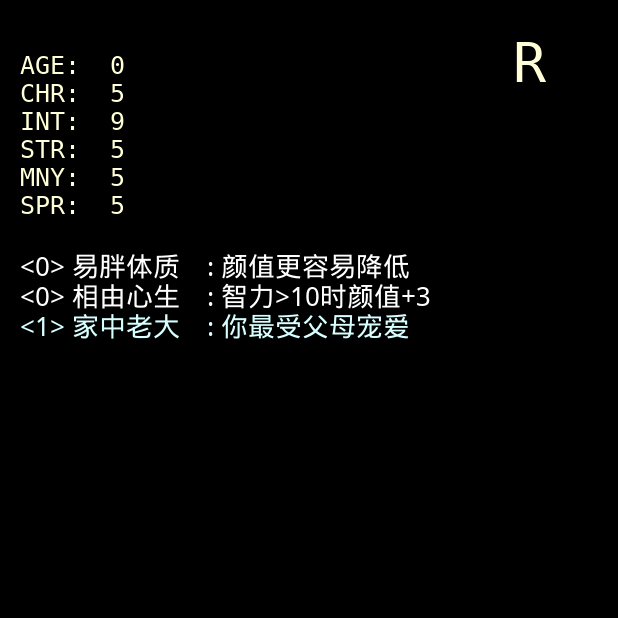 R
AGE: 0
CHR: 5
INT: 9
STR: 5
MNY: 5
SPR: 5
<0> 易胖体质 : 颜值更容易降低
<0> 相由心生 : 智力>10时颜值+3
<1> 家中老大 : 你最受父母宠爱